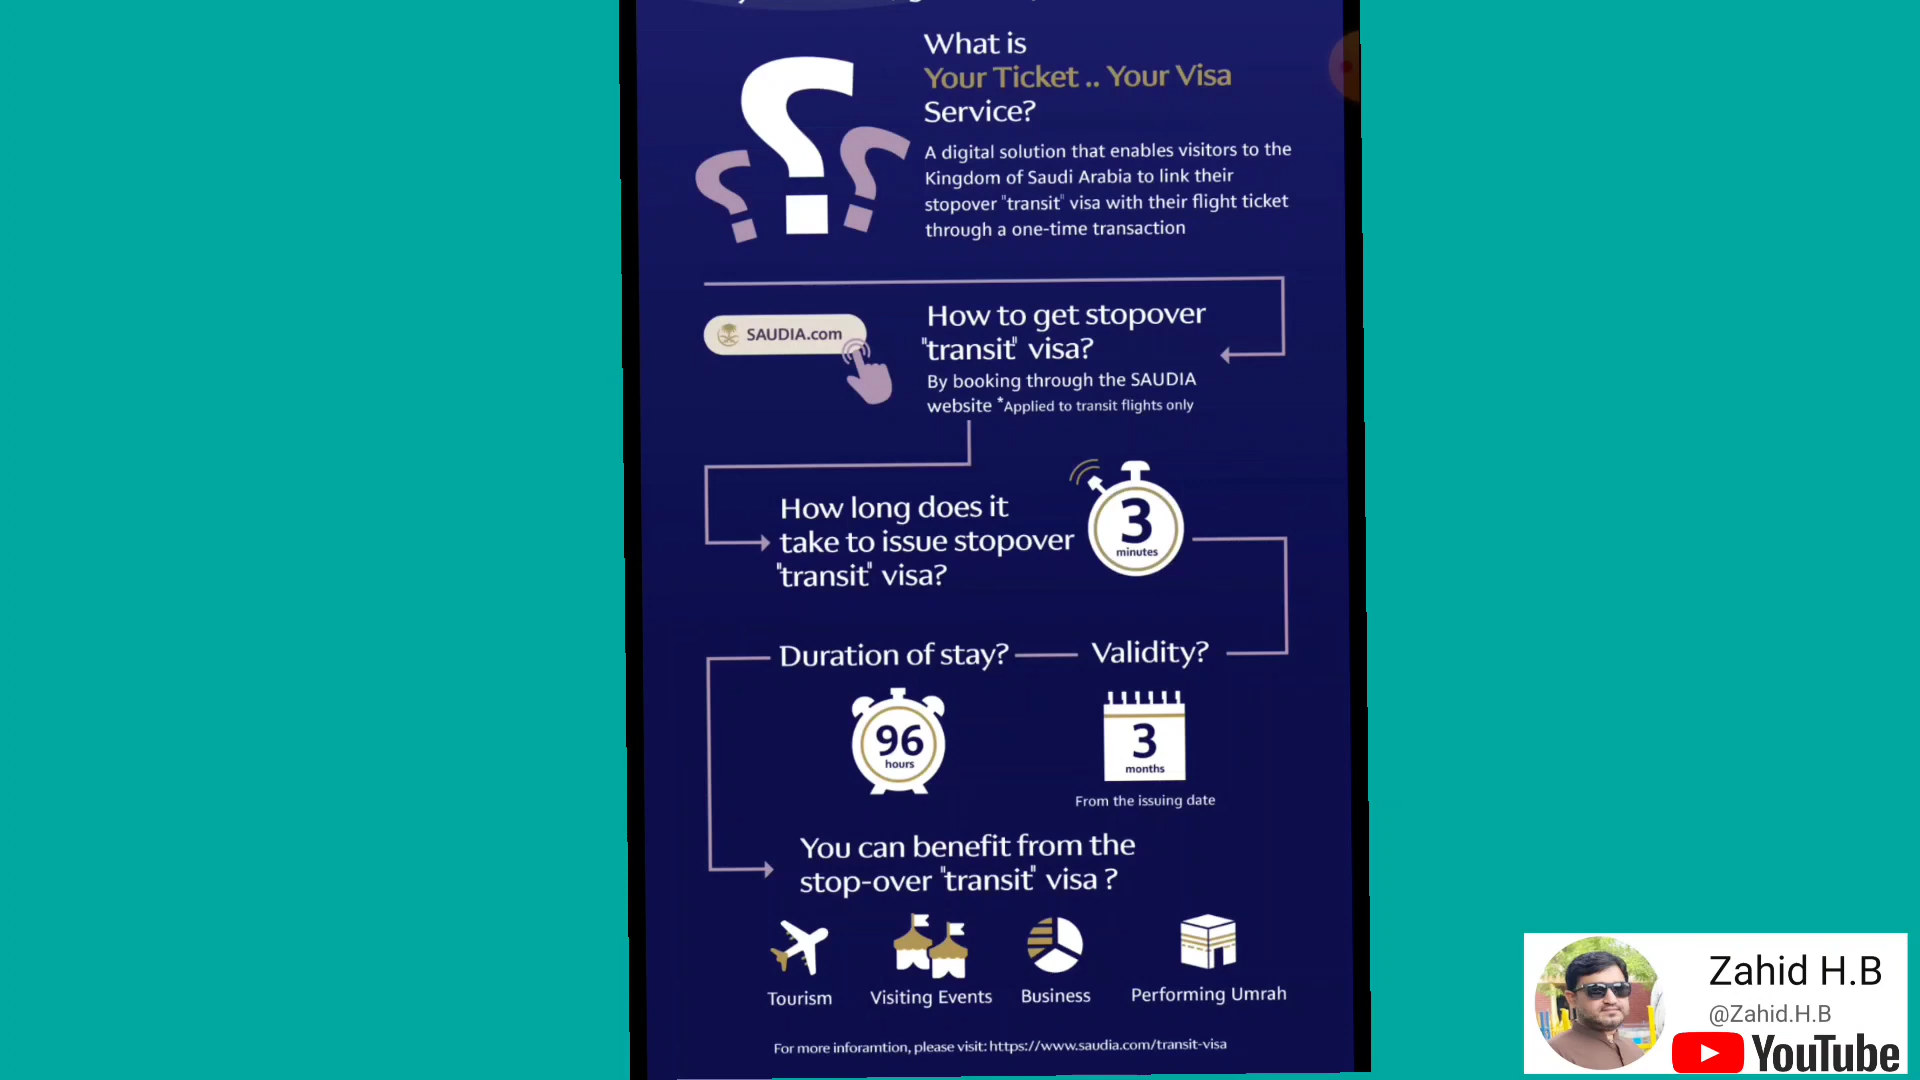 What is
Your Ticket .. Your Visa
Service?
A digital solution that enables visitors to the
Kingdom of Saudi Arabia to link their
stopover "transit" visa with their flight ticket
through a one-time transaction
SAUDIA.com
How to get stopover
"transit" visa?
By booking through the SAUDIA
website *Applied to transit flights only
How long does it
take to issue stopover
"transit" visa?
3
minutes
Duration of stay?
Validity?
96
hours
3
months
From the issuing date
You can benefit from the
stop-over "transit" visa ?
Tourism
Visiting Events
Business
Performing Umrah
For more inforamtion, please visit: https://www.saudia.com/transit-visa
Zahid H.B
@Zahid.H.B
YouTube